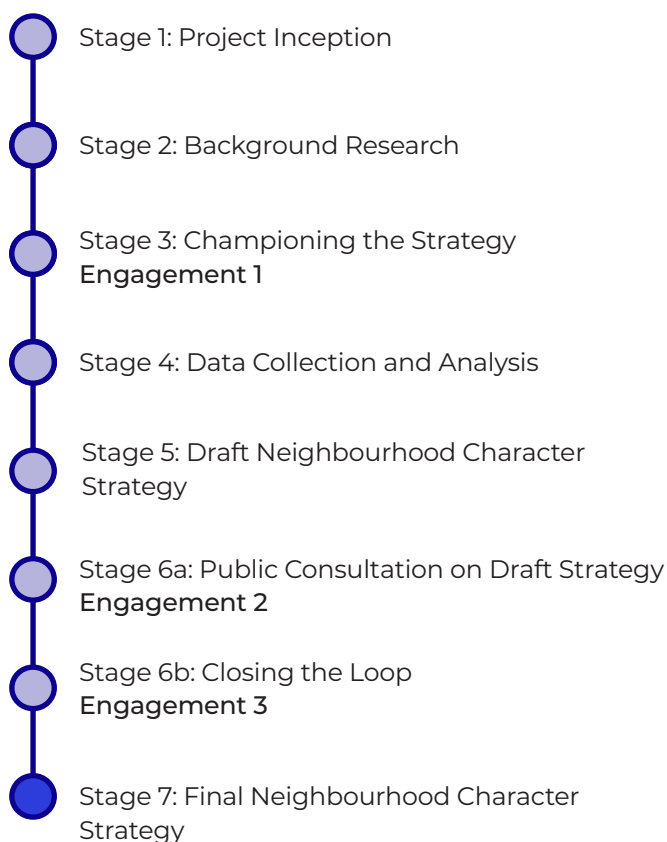 Stage 1: Project Inception
Stage 2: Background Research
Stage 3: Championing the Strategy
Engagement 1
Stage 4: Data Collection and Analysis
Stage 5: Draft Neighbourhood Character
Strategy
Stage 6a: Public Consultation on Draft Strategy
Engagement 2
Stage 6b: Closing the Loop
Engagement 3
Stage 7: Final Neighbourhood Character
Strategy